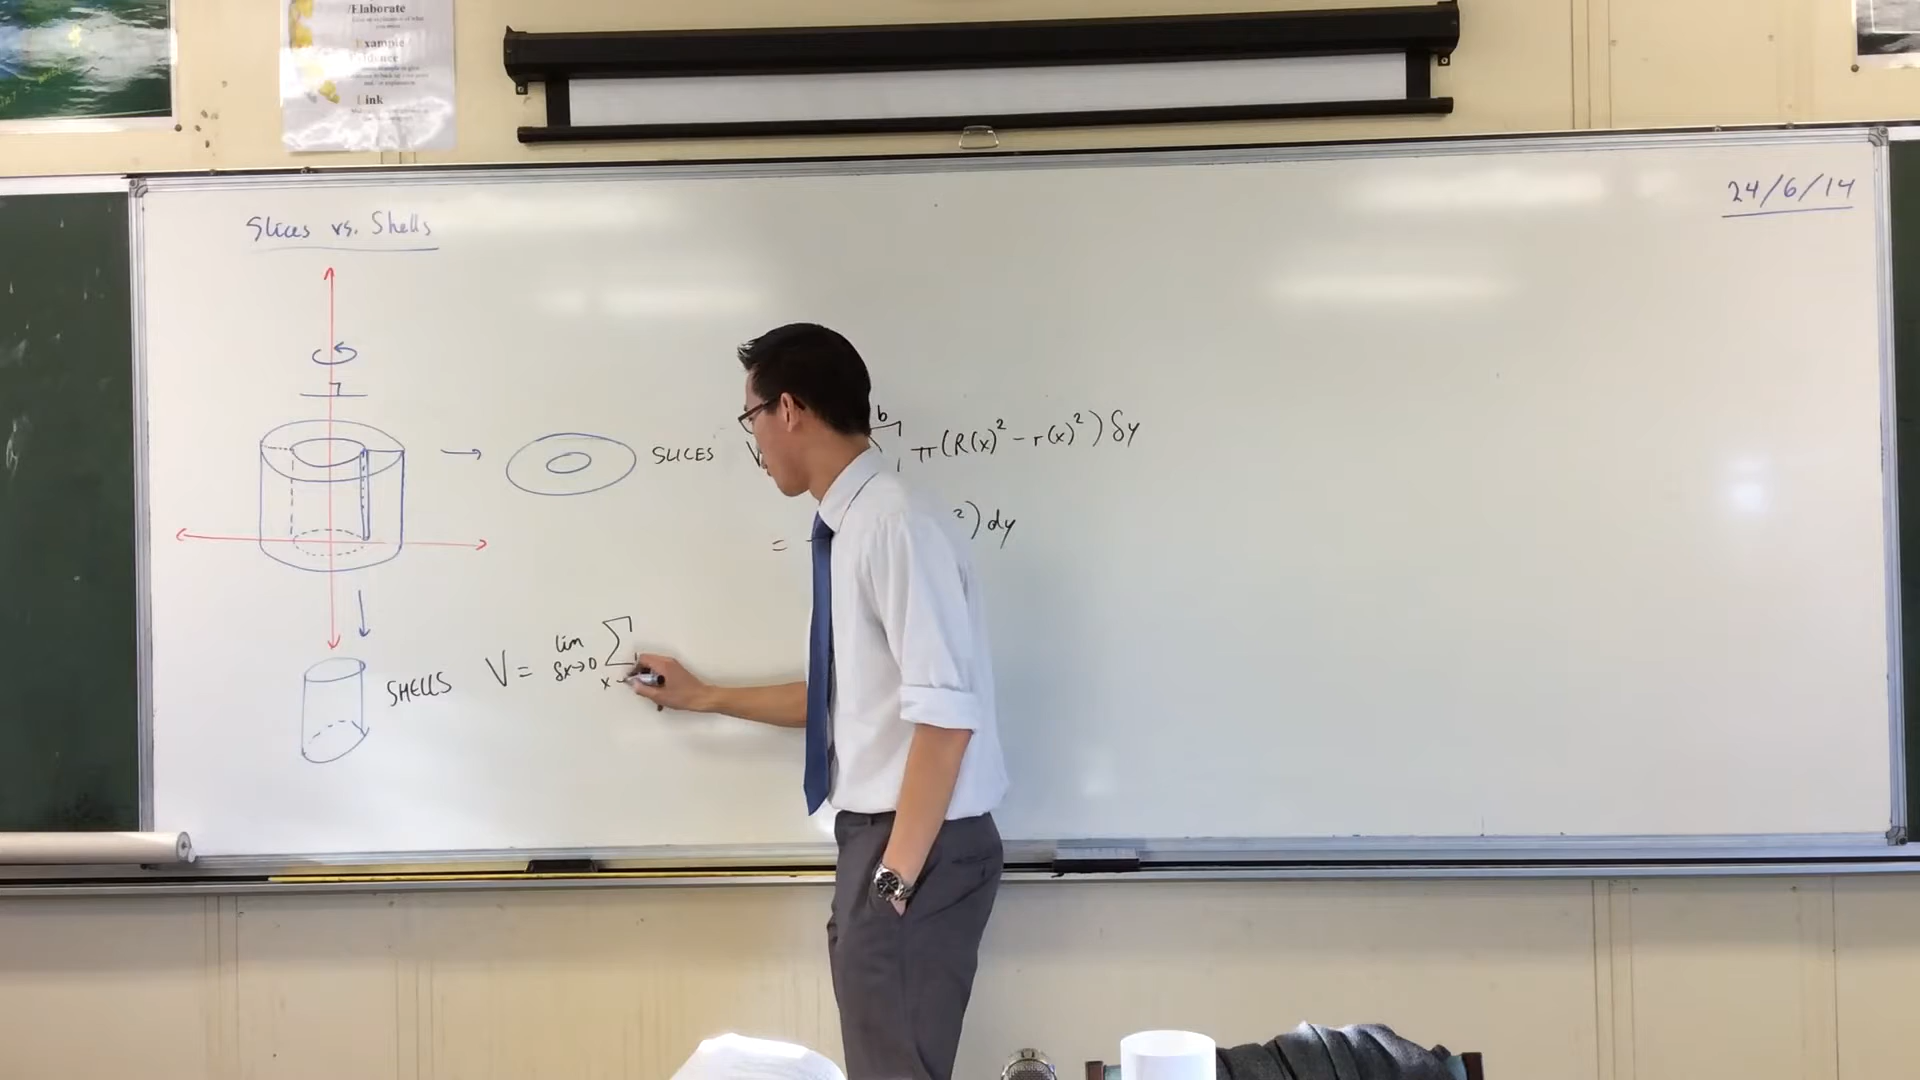 /Elaborate
Example/
Evidence
Link
24/6/14
Slices vs. Shells
SLICES V
b
π(R(x)² - r(x)²) δy
= ²) dy
SHELLS V = lim δx→0 ∑ x